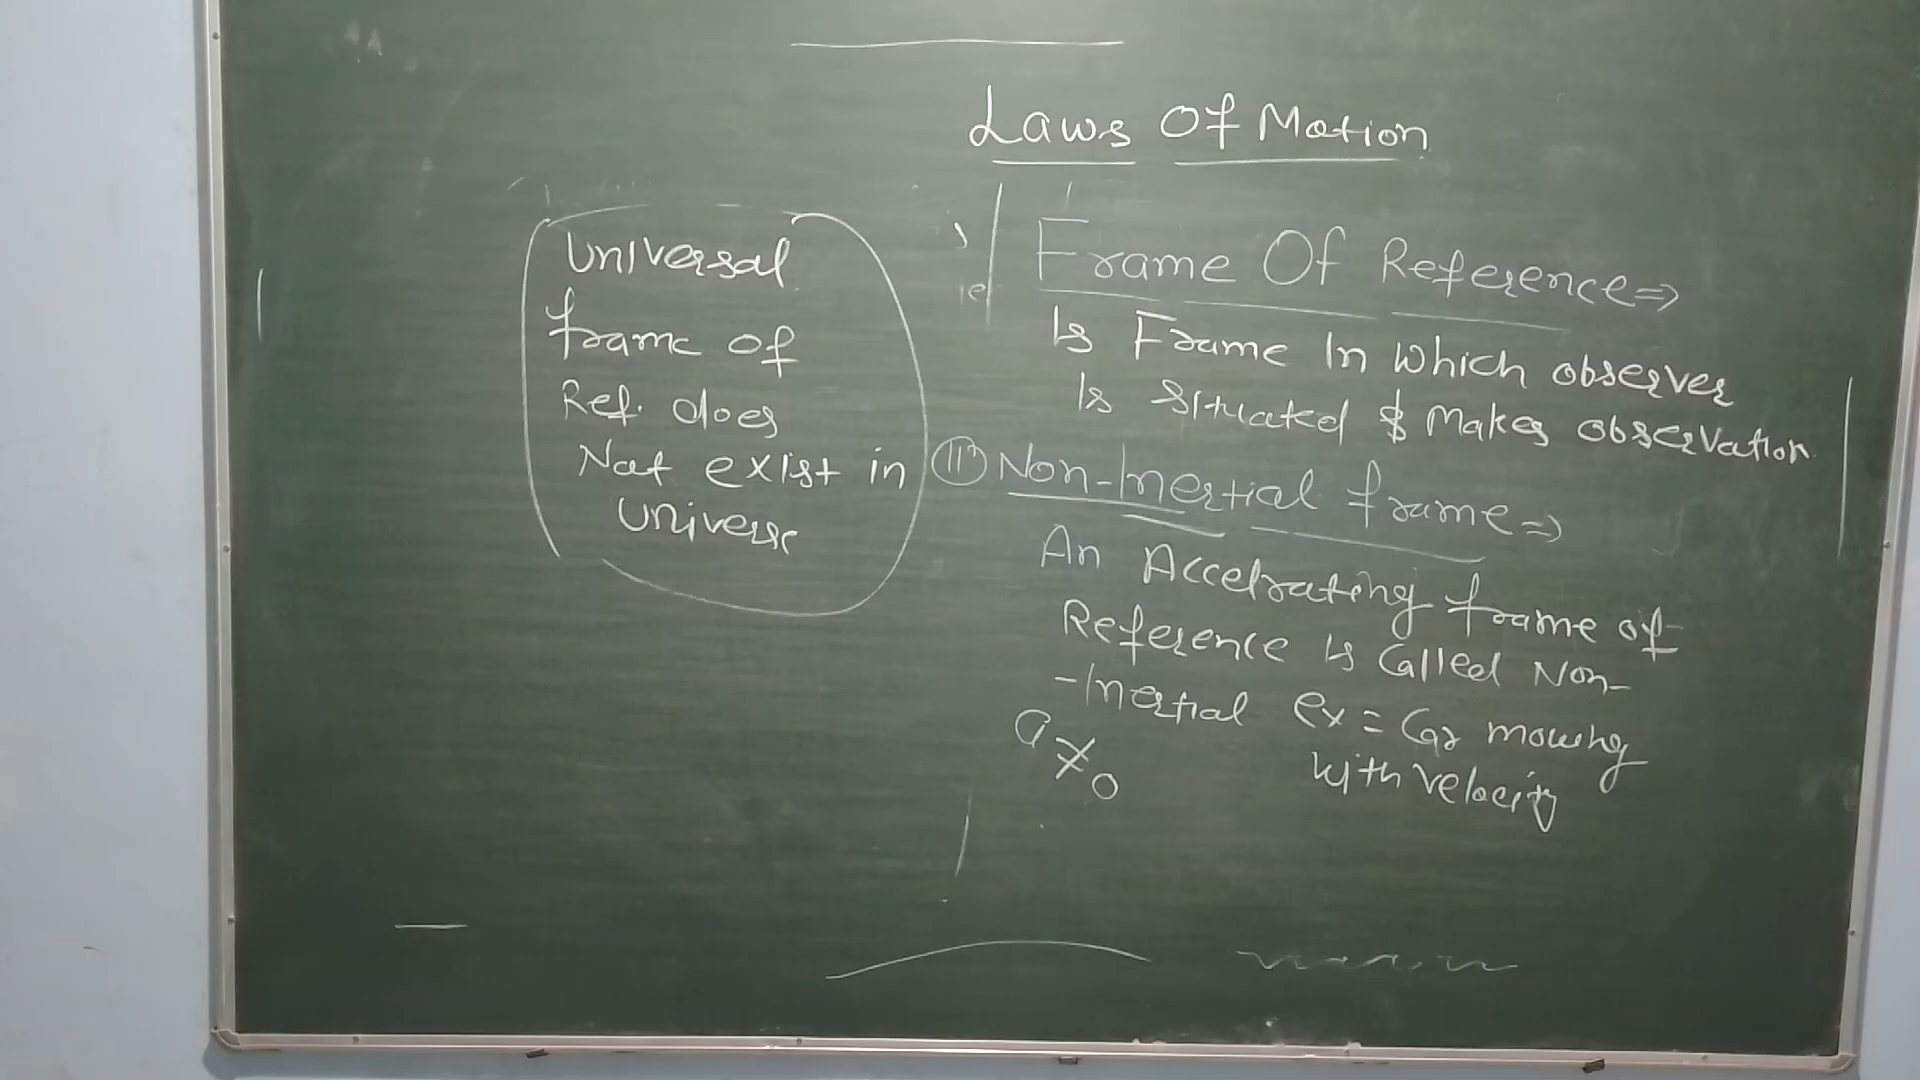 Laws Of Motion
Universal
frame of
Ref. does
Not exist in
Universe
Frame Of Reference=>
Is Frame In which observer
Is Situated & Makes observation
(II) Non-Inertial frame=>
An Accelrating frame of
Reference is Called Non-
-Inertial ex = Car moving
with velocity
a≠0